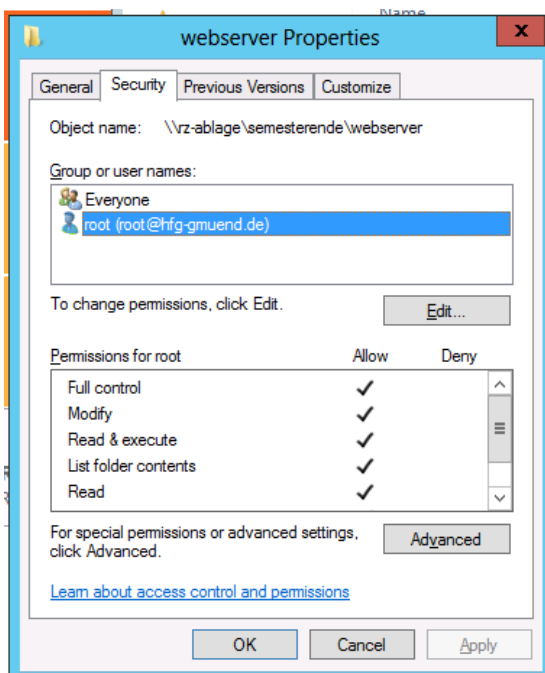 Name
webserver Properties
x
General Security Previous Versions Customize
Object name: \\rz-ablage\semesterende\webserver
Group or user names:
Everyone
root (root@hfg-gmuend.de)
To change permissions, click Edit.
Edit...
Permissions for root Allow Deny
Full control
Modify
Read & execute
List folder contents
Read
For special permissions or advanced settings,
click Advanced.
Advanced
Learn about access control and permissions
OK Cancel Apply